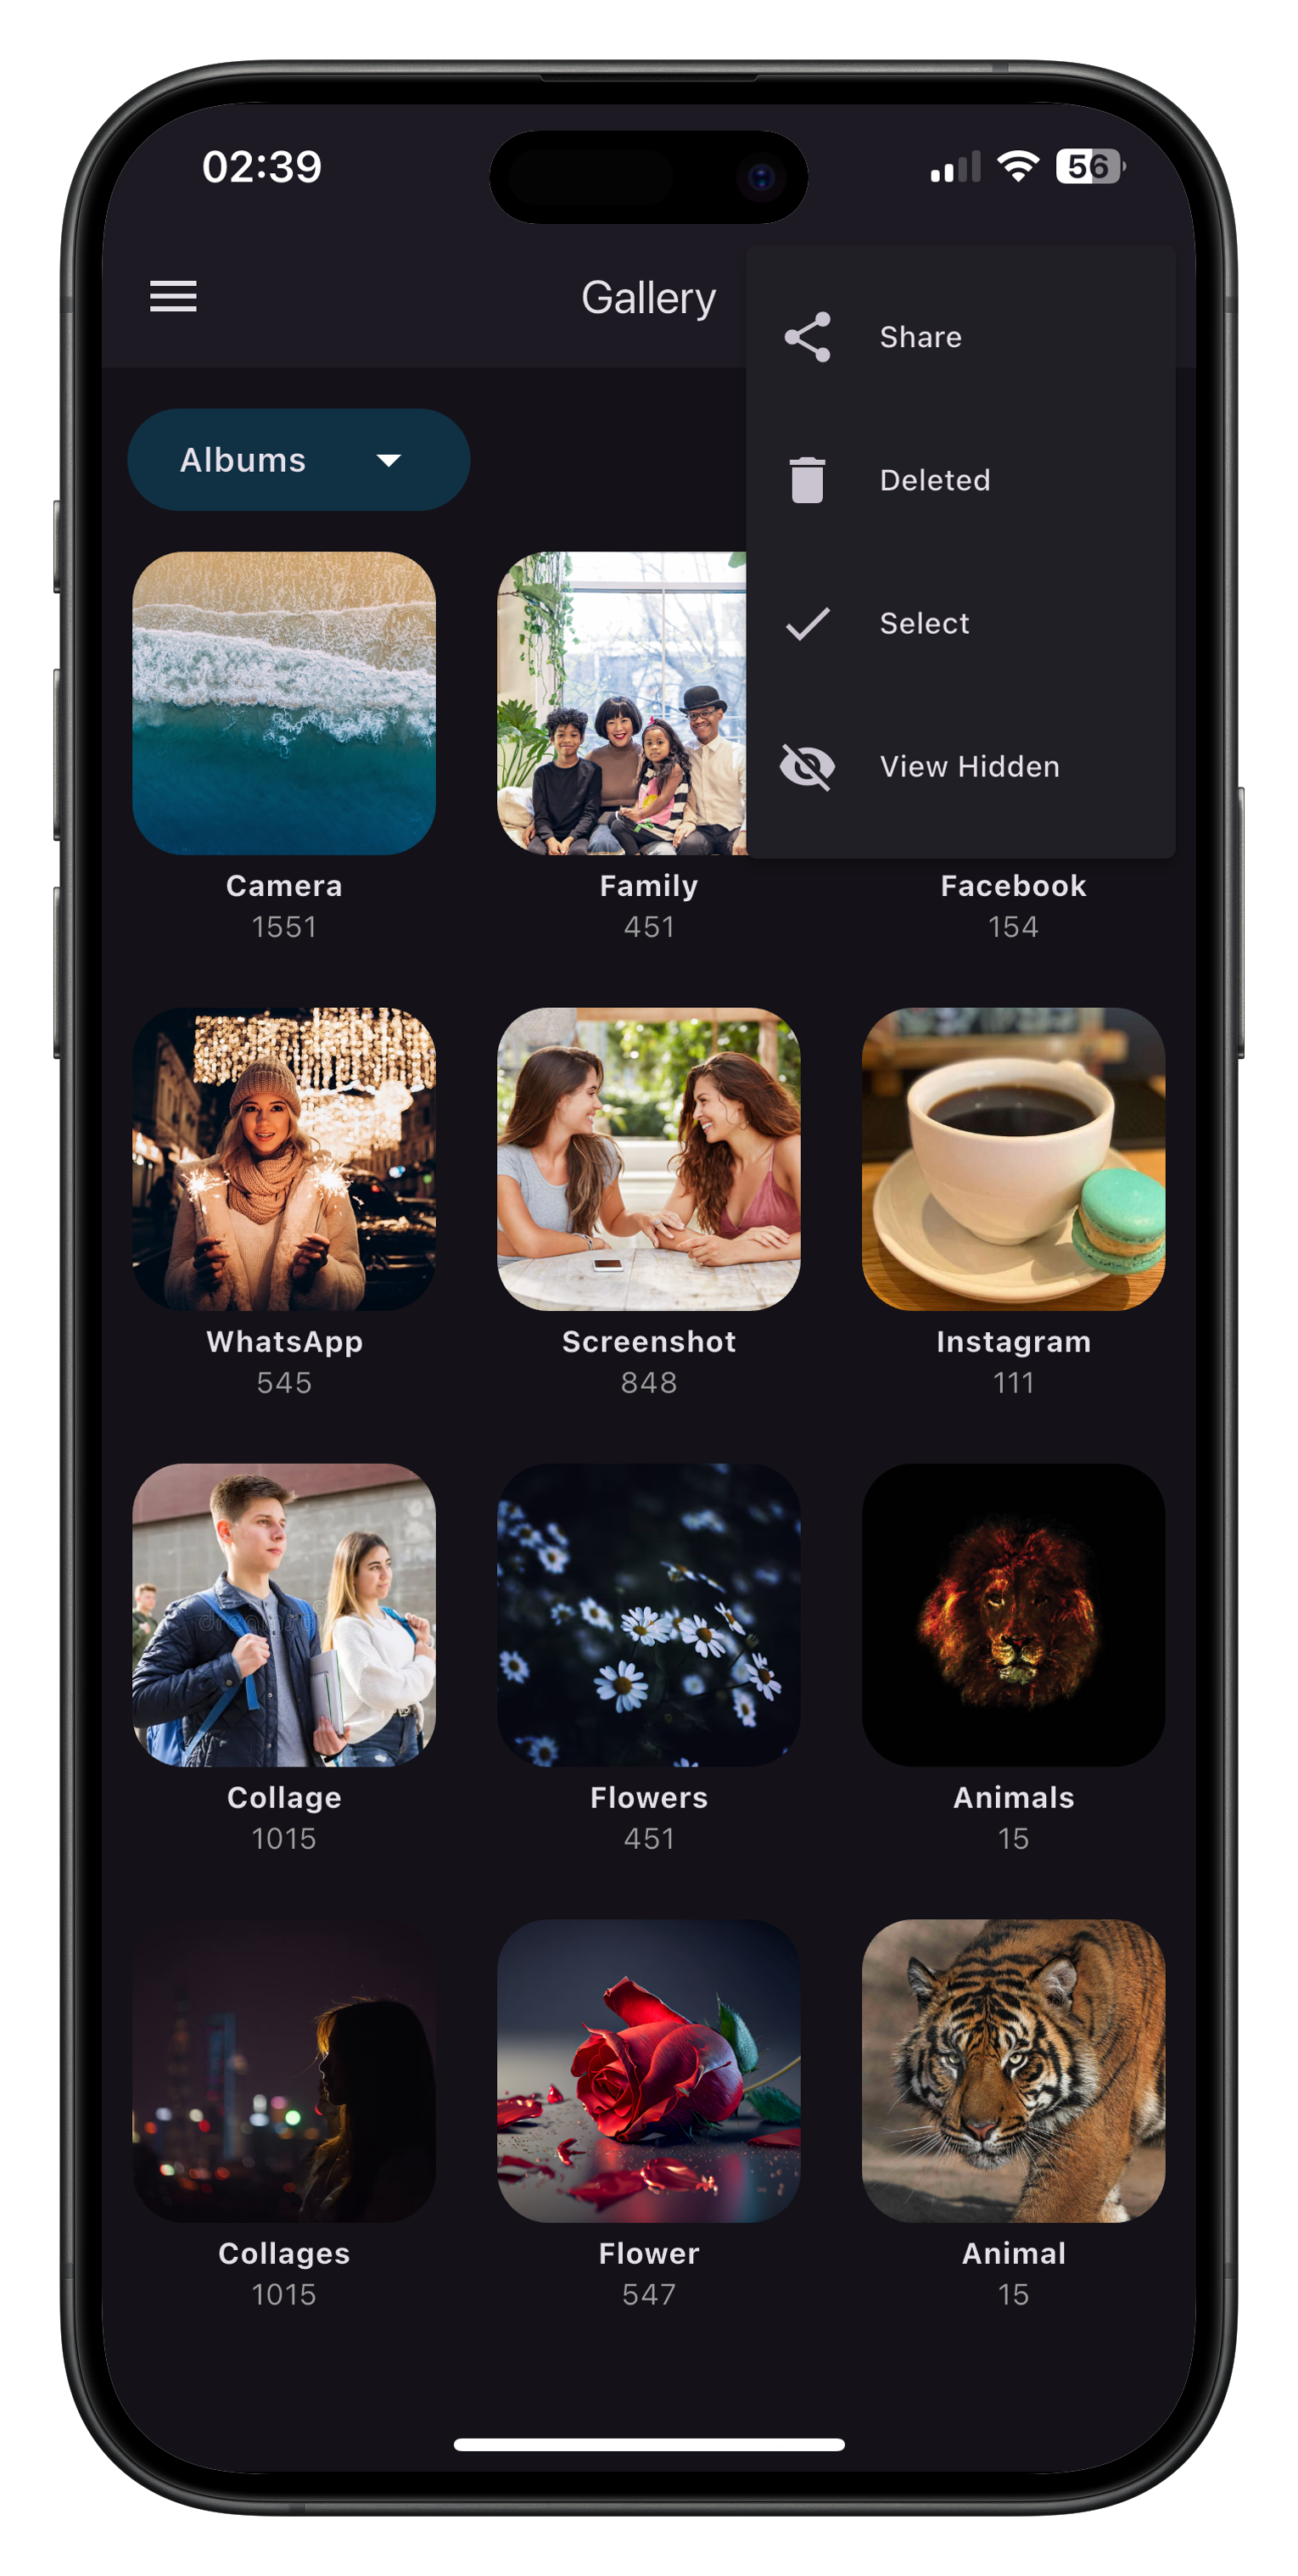 02:39
56
Gallery
Share
Albums
Deleted
Select
View Hidden
Camera
1551
Family
451
Facebook
154
WhatsApp
545
Screenshot
848
Instagram
111
Collage
1015
Flowers
451
Animals
15
Collages
1015
Flower
547
Animal
15